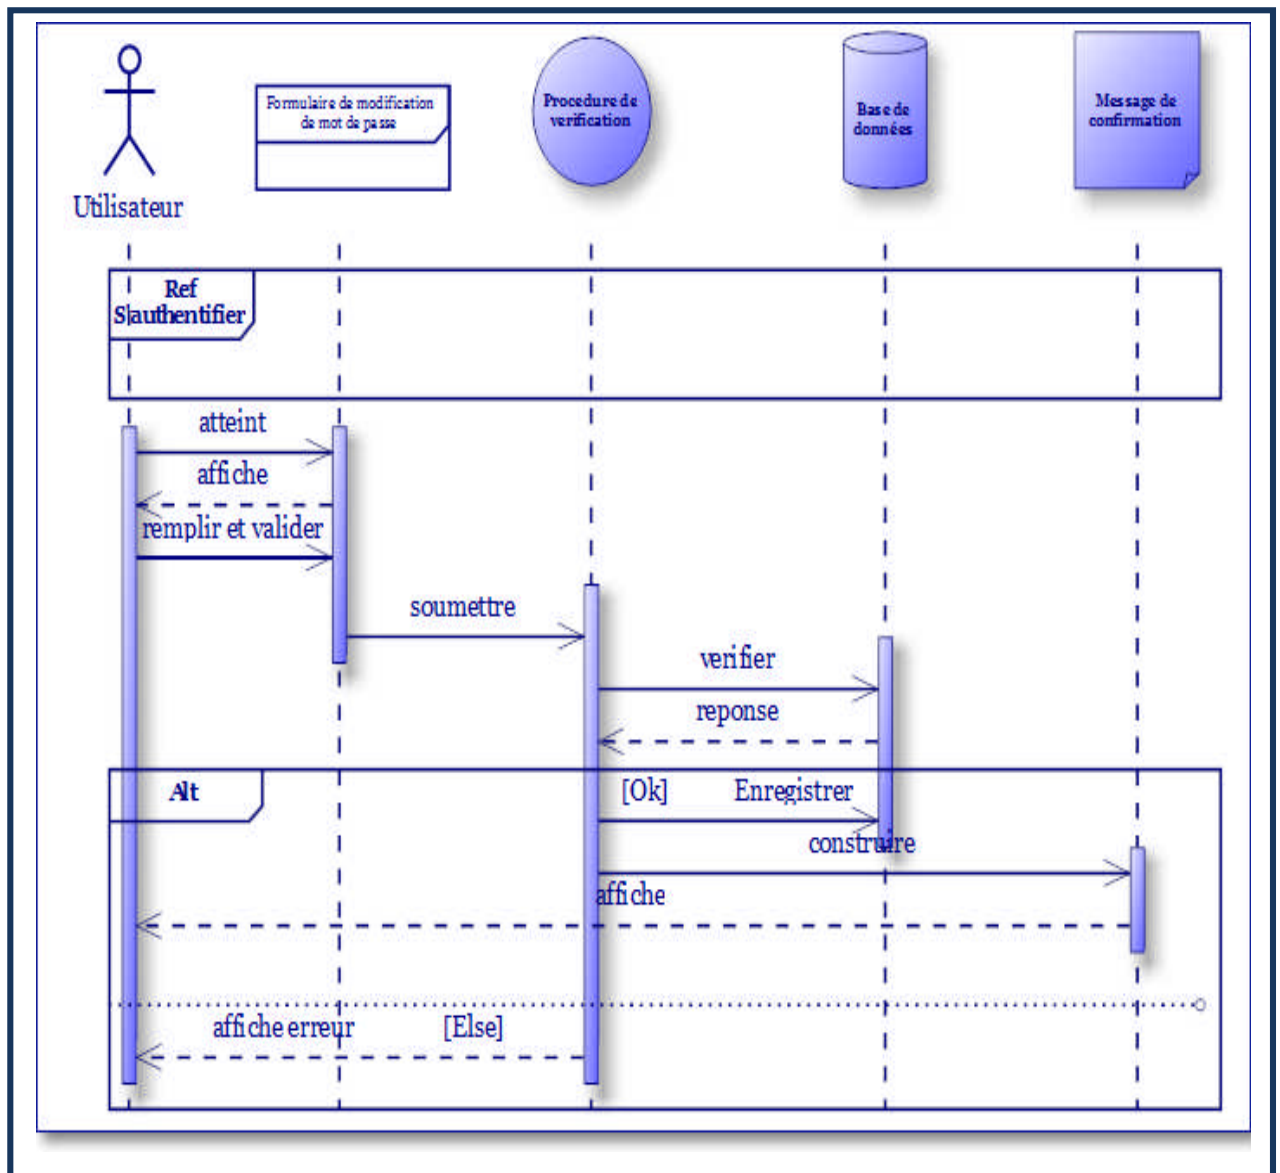 Formulaire de modification
de mot de passe
Procedure de
verification
Base de
données
Message de
confirmation
Utilisateur
Ref
S'authentifier
atteint
affiche
remplir et valider
soumettre
verifier
reponse
Alt
[Ok] Enregistrer
construire
affiche
affiche erreur [Else]